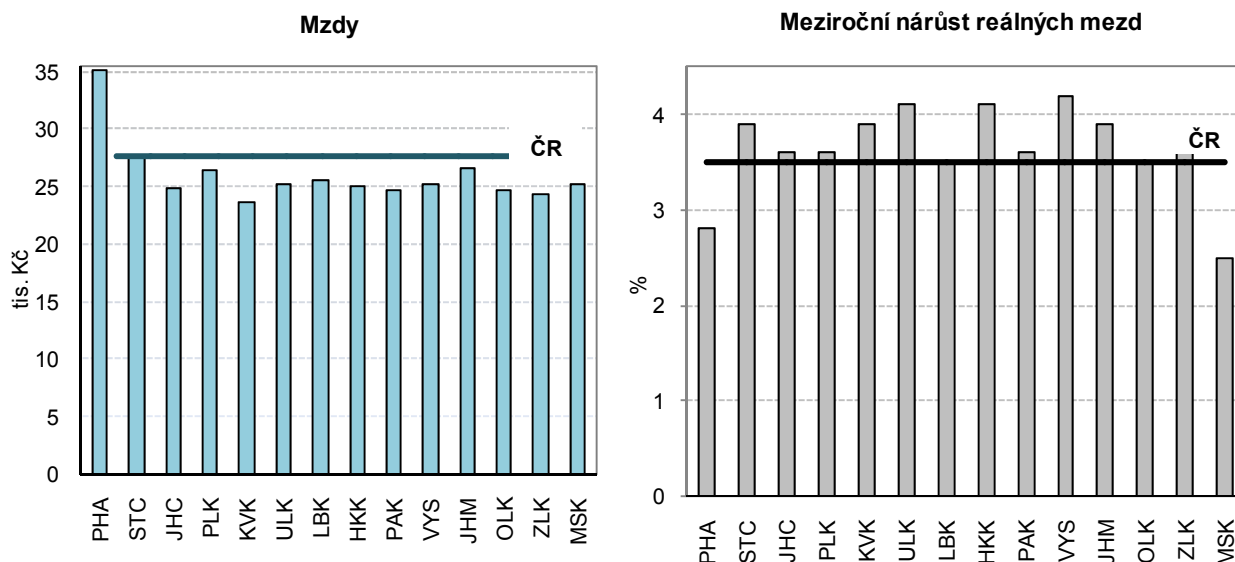 Mzdy
35
30
25
20
15
10
5
0
tis. Kč
ČR
PHA
STC
JHC
PLK
KVK
ULK
LBK
HKK
PAK
VYS
JHM
OLK
ZLK
MSK
Meziroční nárůst reálných mezd
4
3
2
1
0
%
ČR
PHA
STC
JHC
PLK
KVK
ULK
LBK
HKK
PAK
VYS
JHM
OLK
ZLK
MSK